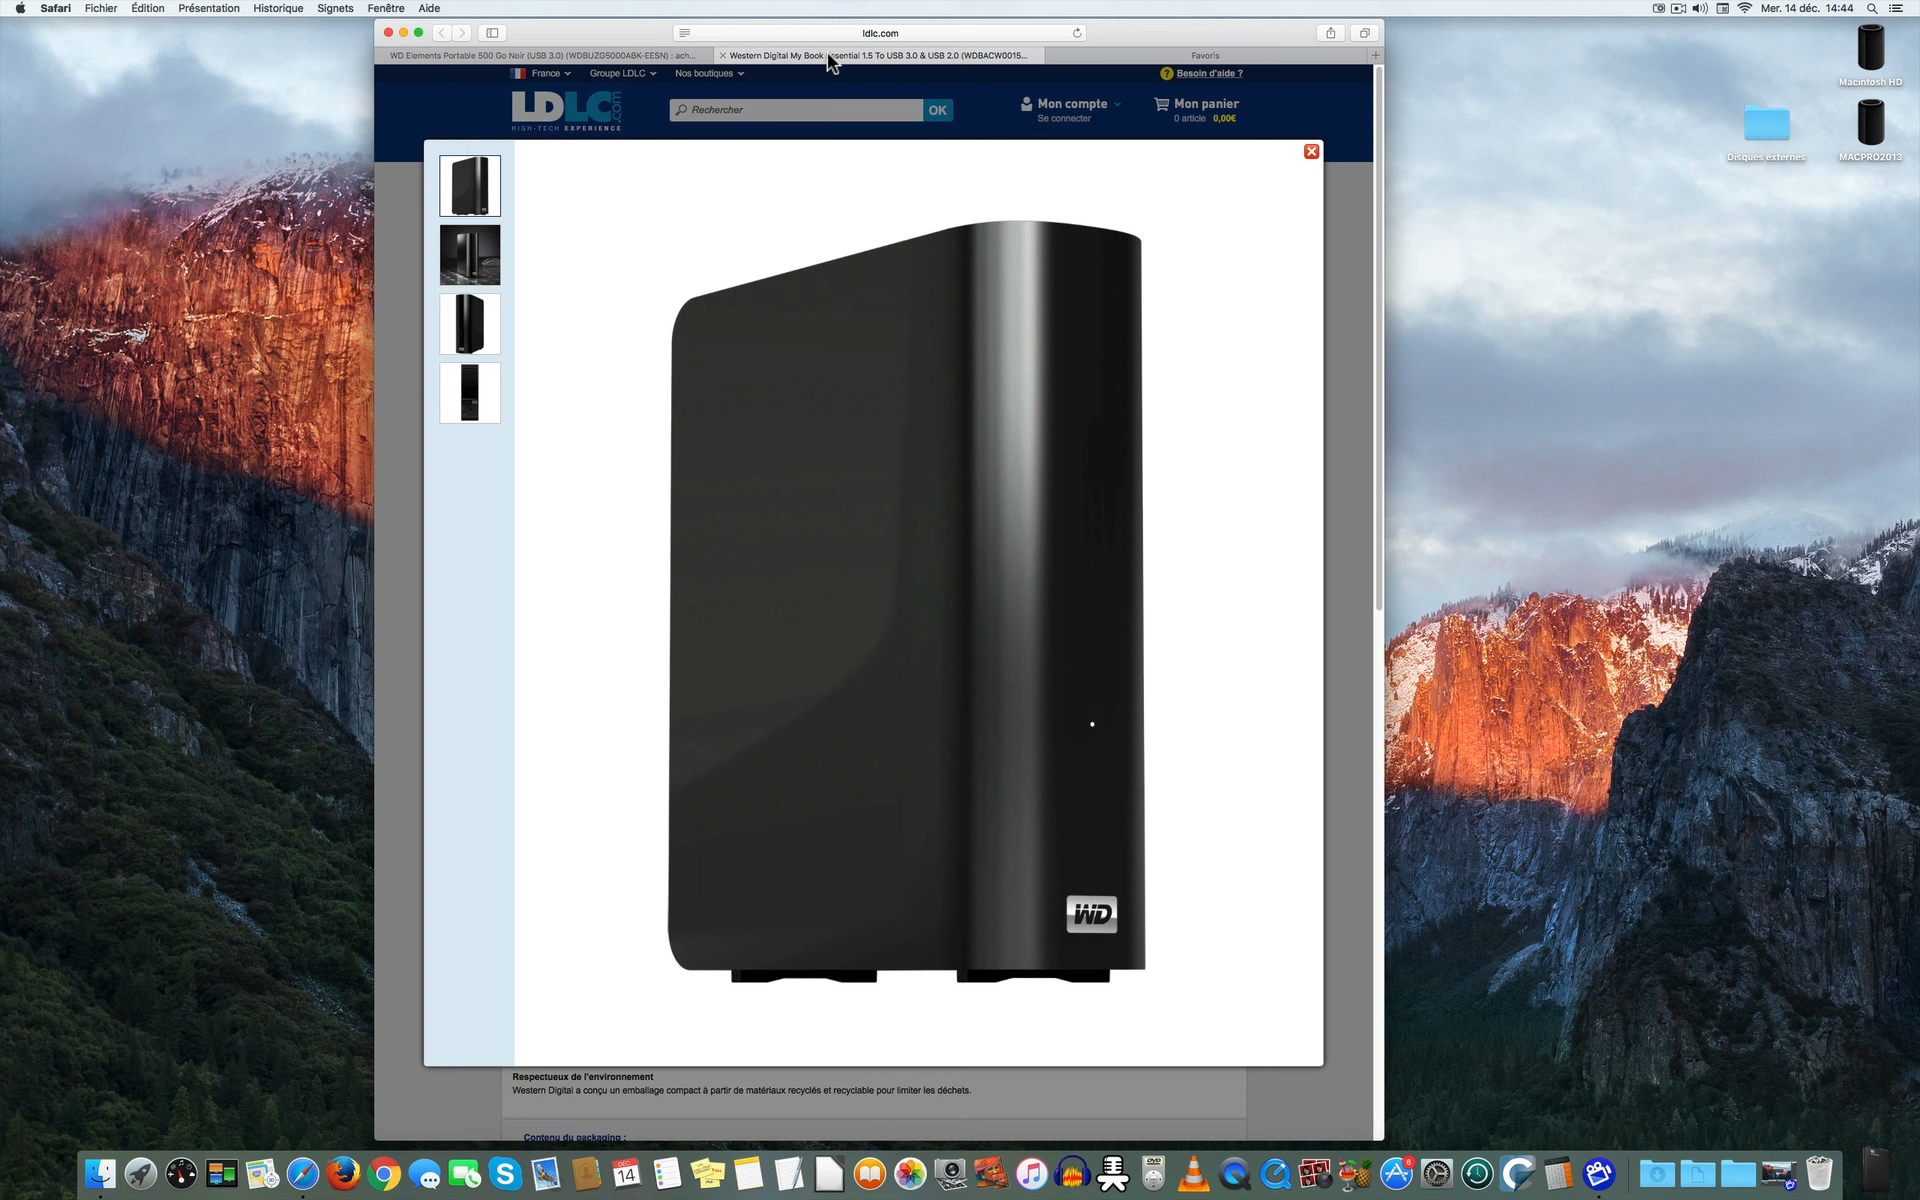 Safari Fichier Édition Présentation Historique Signets Fenêtre Aide
Mer. 14 déc. 14:44
ldlc.com
WD Elements Portable 500 Go Noir (USB 3.0) (WDBUZG5000ABK-EESN) : ach...
Western Digital My Book 1.5 To USB 3.0 & USB 2.0 (WDBACW0015...
Favoris
France Groupe LDLC Nos boutiques
Besoin d'aide ?
LDLC.com
HIGH-TECH EXPERIENCE
Rechercher
OK
Mon compte
Se connecter
Mon panier
0 article 0,00€
Macintosh HD
Disques externes
MACPRO2013
WD
Respectueux de l'environnement
Western Digital a conçu un emballage compact à partir de matériaux recyclés et recyclable pour limiter les déchets.
Contenu du packaging :
DÉC
14
6